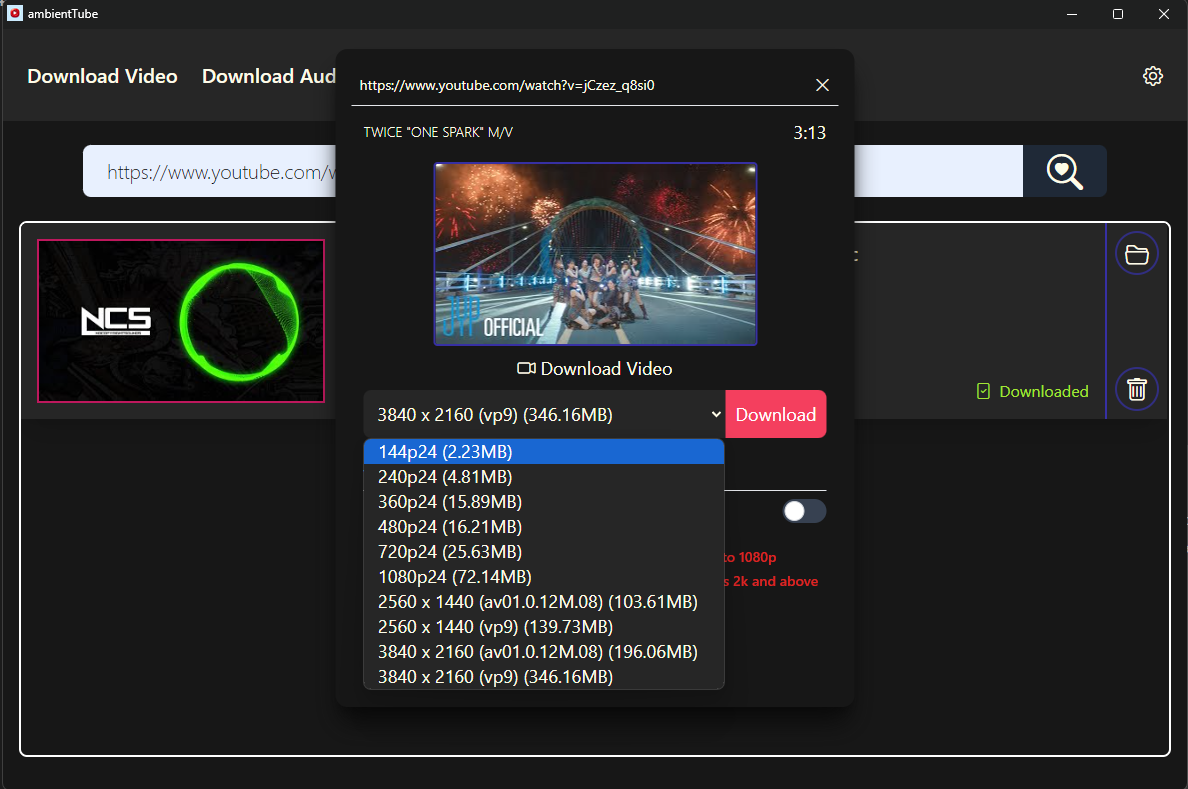 ambientTube
Download Video
Download Aud
https://www.youtube.com/watch?v=jCzez_q8si0
TWICE "ONE SPARK" M/V
3:13
https://www.youtube.com/w
JYP OFFICIAL
NCS
Download Video
3840 x 2160 (vp9) (346.16MB)
Download
Downloaded
144p24 (2.23MB)
240p24 (4.81MB)
360p24 (15.89MB)
480p24 (16.21MB)
720p24 (25.63MB)
to 1080p
1080p24 (72.14MB)
s 2k and above
2560 x 1440 (av01.0.12M.08) (103.61MB)
2560 x 1440 (vp9) (139.73MB)
3840 x 2160 (av01.0.12M.08) (196.06MB)
3840 x 2160 (vp9) (346.16MB)